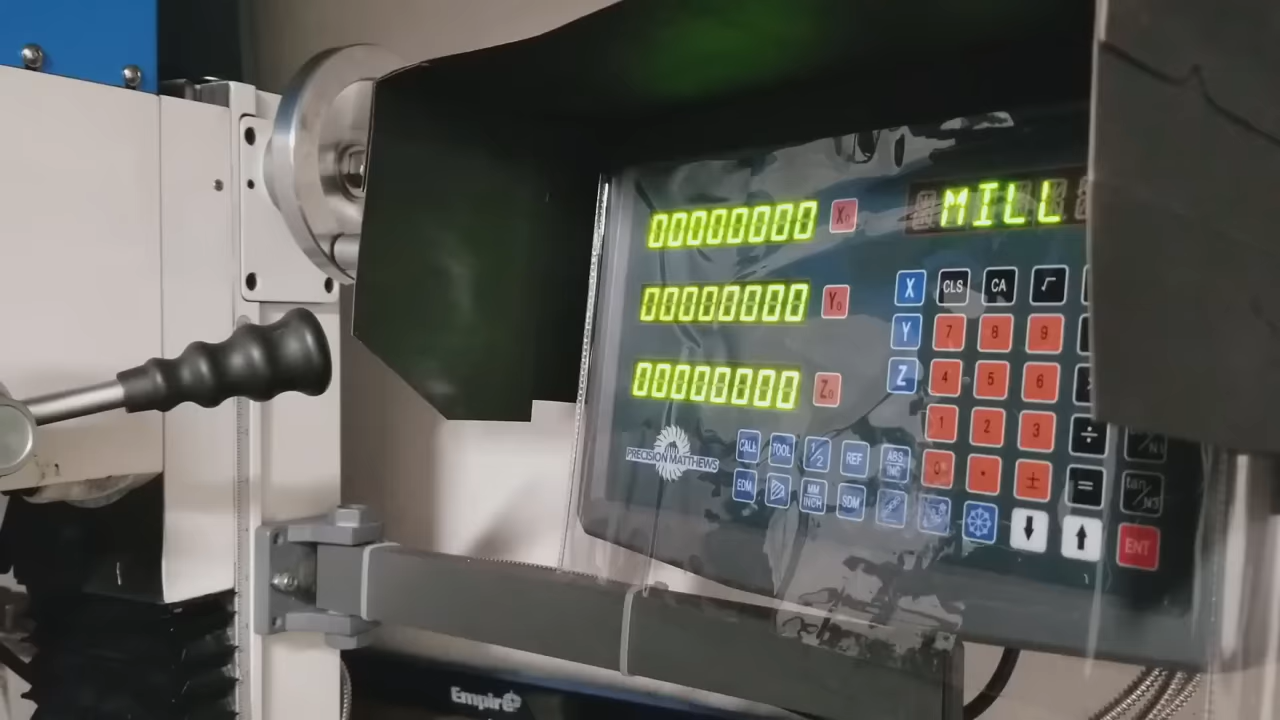 00000000 X₀ MILL
00000000 Y₀
00000000 Z₀
X CLS CA √
Y 7 8 9
Z 4 5 6
1 2 3 ÷
0 • ± =
PRECISION MATTHEWS
CALL TOOL 1/2 REF ABS/INC
EDM MM/INCH SDM
tan
ENT
Empire